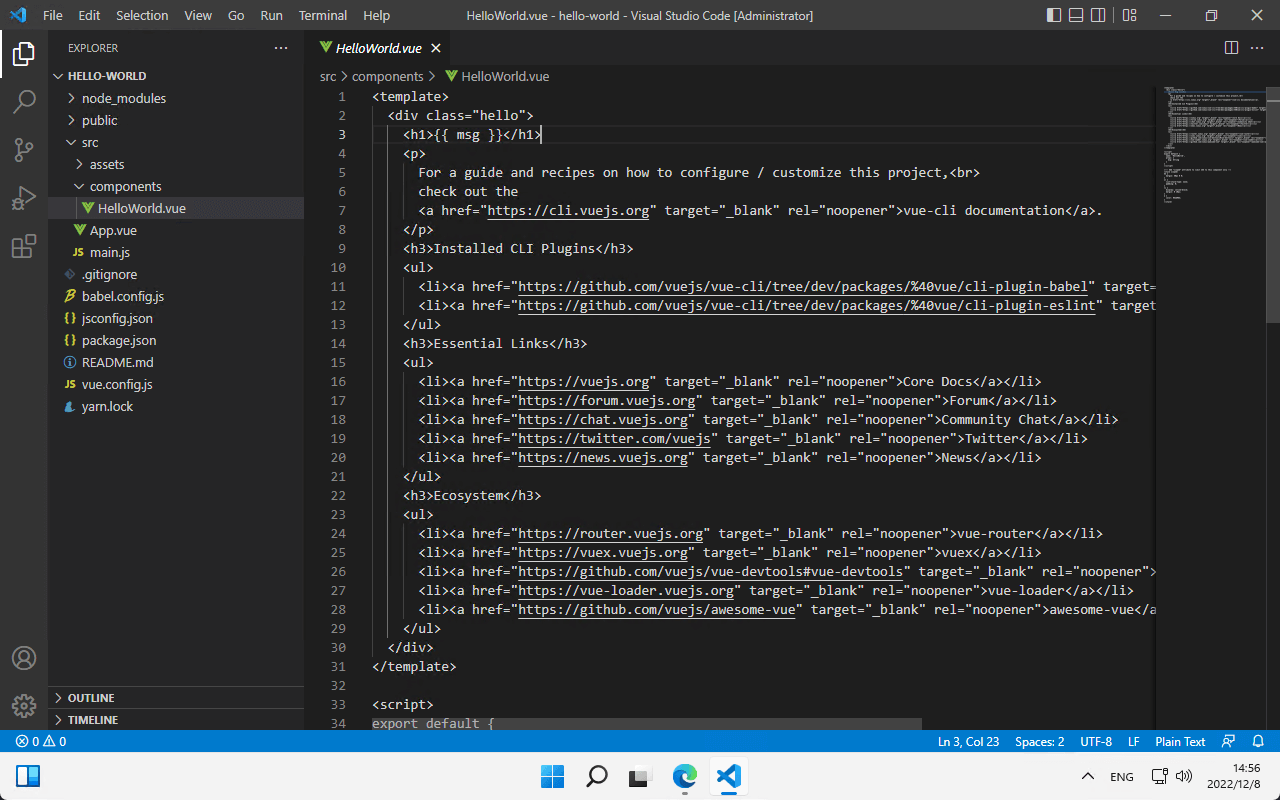 File Edit Selection View Go Run Terminal Help
HelloWorld.vue - hello-world - Visual Studio Code [Administrator]
EXPLORER
HELLO-WORLD
node_modules
public
src
assets
components
HelloWorld.vue
App.vue
JS main.js
.gitignore
babel.config.js
{} jsconfig.json
{} package.json
README.md
JS vue.config.js
yarn.lock
OUTLINE
TIMELINE
HelloWorld.vue
src > components > HelloWorld.vue
1 <template>
2 <div class="hello">
3 <h1>{{ msg }}</h1>
4 <p>
5 For a guide and recipes on how to configure / customize this project,<br>
6 check out the
7 <a href="https://cli.vuejs.org" target="_blank" rel="noopener">vue-cli documentation</a>.
8 </p>
9 <h3>Installed CLI Plugins</h3>
10 <ul>
11 <li><a href="https://github.com/vuejs/vue-cli/tree/dev/packages/%40vue/cli-plugin-babel" target=
12 <li><a href="https://github.com/vuejs/vue-cli/tree/dev/packages/%40vue/cli-plugin-eslint" target
13 </ul>
14 <h3>Essential Links</h3>
15 <ul>
16 <li><a href="https://vuejs.org" target="_blank" rel="noopener">Core Docs</a></li>
17 <li><a href="https://forum.vuejs.org" target="_blank" rel="noopener">Forum</a></li>
18 <li><a href="https://chat.vuejs.org" target="_blank" rel="noopener">Community Chat</a></li>
19 <li><a href="https://twitter.com/vuejs" target="_blank" rel="noopener">Twitter</a></li>
20 <li><a href="https://news.vuejs.org" target="_blank" rel="noopener">News</a></li>
21 </ul>
22 <h3>Ecosystem</h3>
23 <ul>
24 <li><a href="https://router.vuejs.org" target="_blank" rel="noopener">vue-router</a></li>
25 <li><a href="https://vuex.vuejs.org" target="_blank" rel="noopener">vuex</a></li>
26 <li><a href="https://github.com/vuejs/vue-devtools#vue-devtools" target="_blank" rel="noopener">
27 <li><a href="https://vue-loader.vuejs.org" target="_blank" rel="noopener">vue-loader</a></li>
28 <li><a href="https://github.com/vuejs/awesome-vue" target="_blank" rel="noopener">awesome-vue</a
29 </ul>
30 </div>
31 </template>
32
33 <script>
34 export default {
0 0
Ln 3, Col 23 Spaces: 2 UTF-8 LF Plain Text
ENG
14:56
2022/12/8